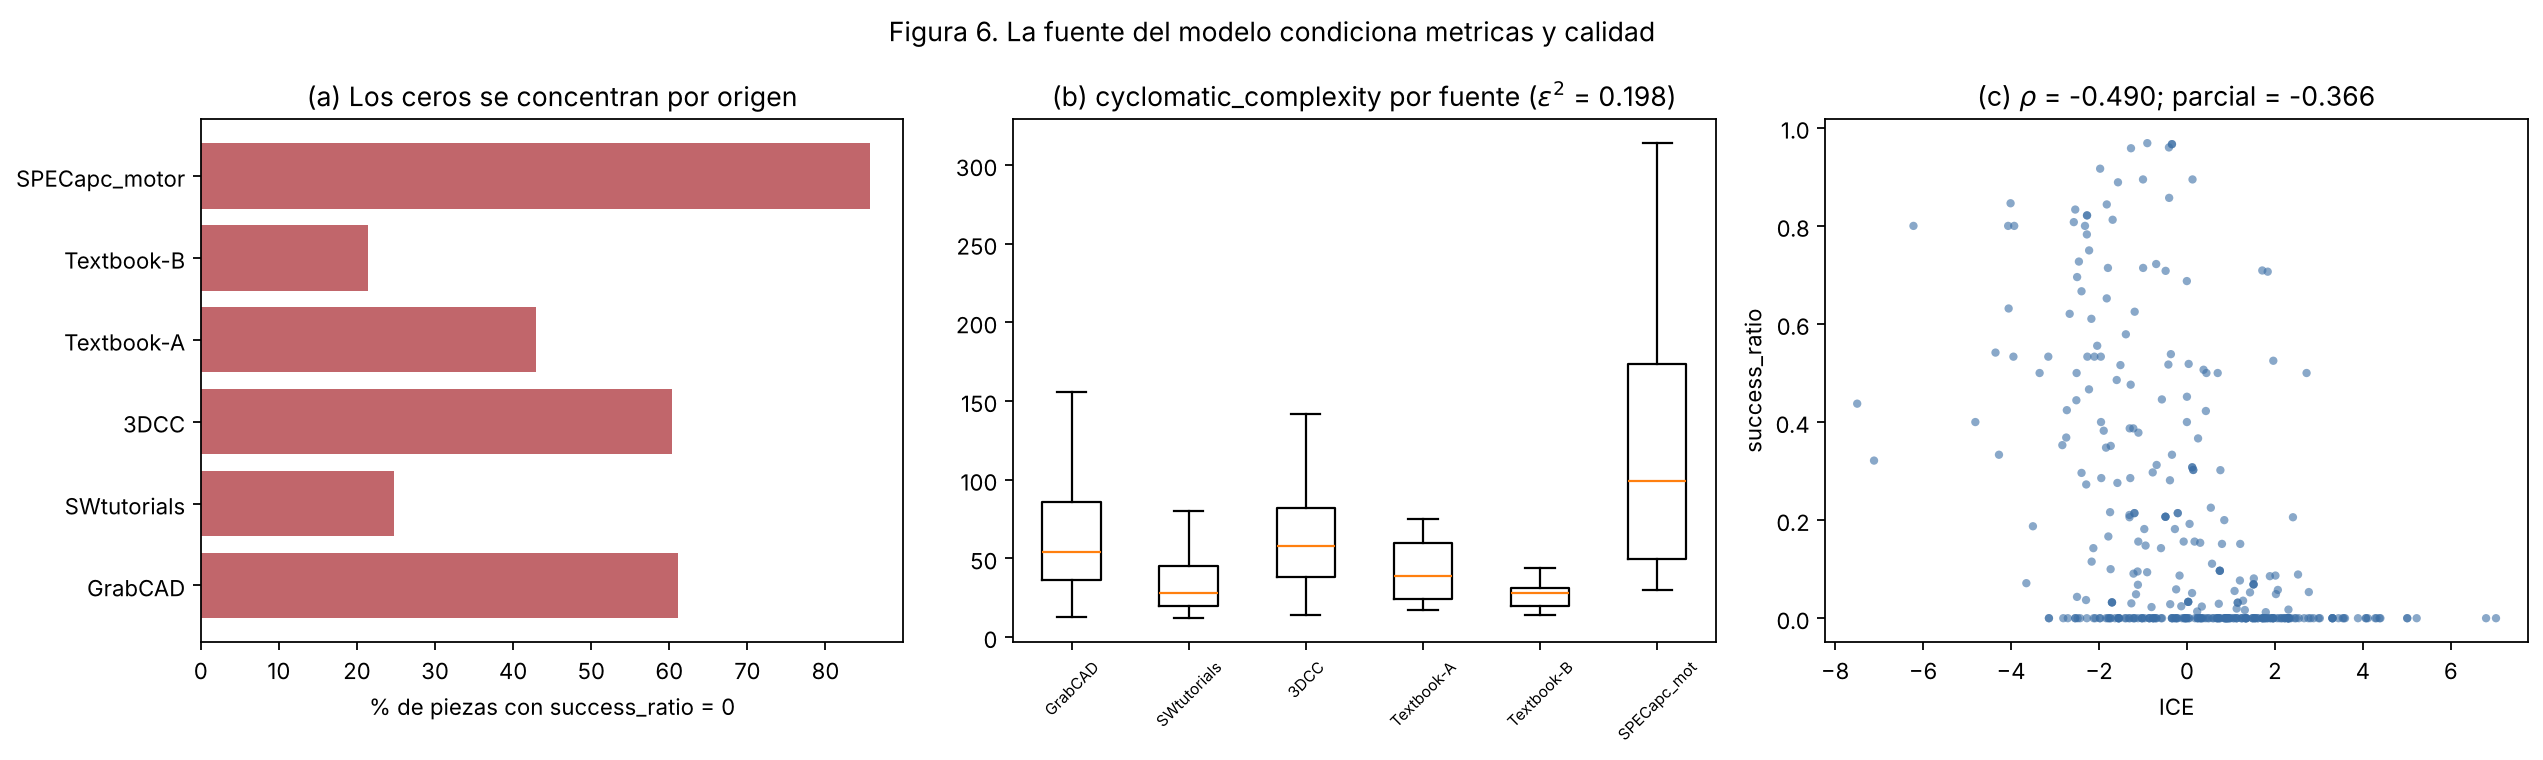 Figura 6. La fuente del modelo condiciona metricas y calidad
(a) Los ceros se concentran por origen
SPECapc_motor
Textbook-B
Textbook-A
3DCC
SWtutorials
GrabCAD
0 10 20 30 40 50 60 70 80
% de piezas con success_ratio = 0
(b) cyclomatic_complexity por fuente (ε² = 0.198)
300
250
200
150
100
50
0
GrabCAD
SWtutorials
3DCC
Textbook-A
Textbook-B
SPECapc_mot
(c) ρ = -0.490; parcial = -0.366
success_ratio
1.0
0.8
0.6
0.4
0.2
0.0
−8 −6 −4 −2 0 2 4 6
ICE